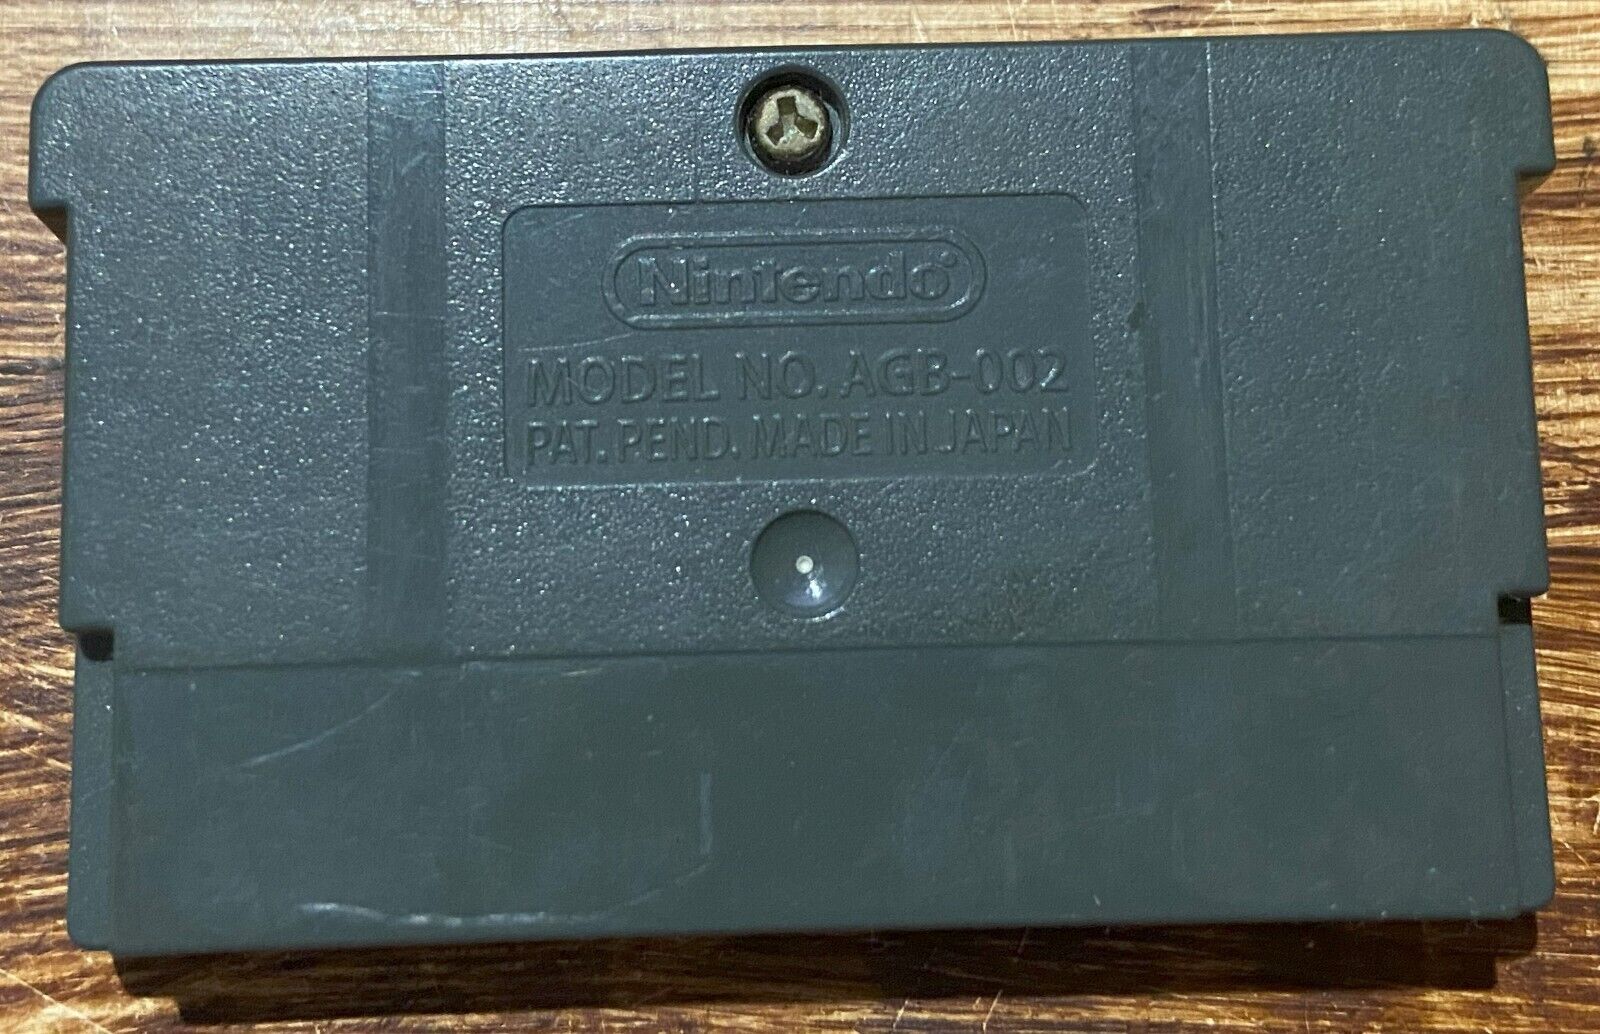 Nintendo
MODEL NO. AGB-002
PAT. PEND. MADE IN JAPAN